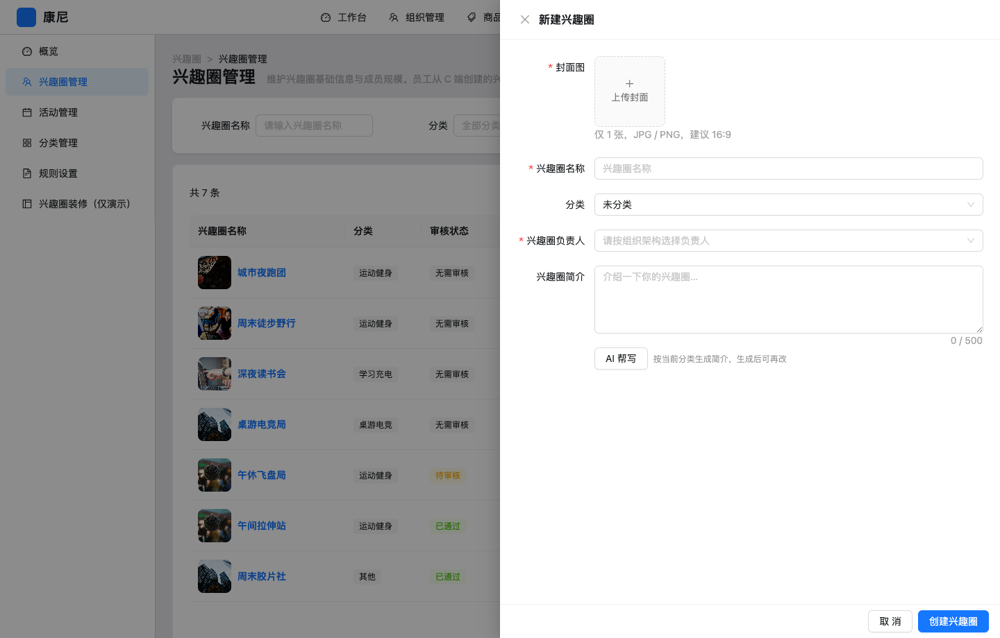 康尼
工作台
组织管理
商品
概览
兴趣圈管理
活动管理
分类管理
规则设置
兴趣圈装修（仅演示）
兴趣圈 > 兴趣圈管理
兴趣圈管理 维护兴趣圈基础信息与成员规模。员工从 C 端创建的兴
兴趣圈名称 请输入兴趣圈名称 分类 全部分类
共 7 条
兴趣圈名称 分类 审核状态
城市夜跑团 运动健身 无需审核
周末徒步野行 运动健身 无需审核
深夜读书会 学习充电 无需审核
桌游电竞局 桌游电竞 无需审核
午休飞盘局 运动健身 待审核
午间拉伸站 运动健身 已通过
周末胶片社 其他 已通过
新建兴趣圈
* 封面图
上传封面
仅 1 张，JPG / PNG，建议 16:9
* 兴趣圈名称 兴趣圈名称
分类 未分类
* 兴趣圈负责人 请按组织架构选择负责人
兴趣圈简介 介绍一下你的兴趣圈...
0 / 500
AI 帮写 按当前分类生成简介，生成后可再改
取 消 创建兴趣圈